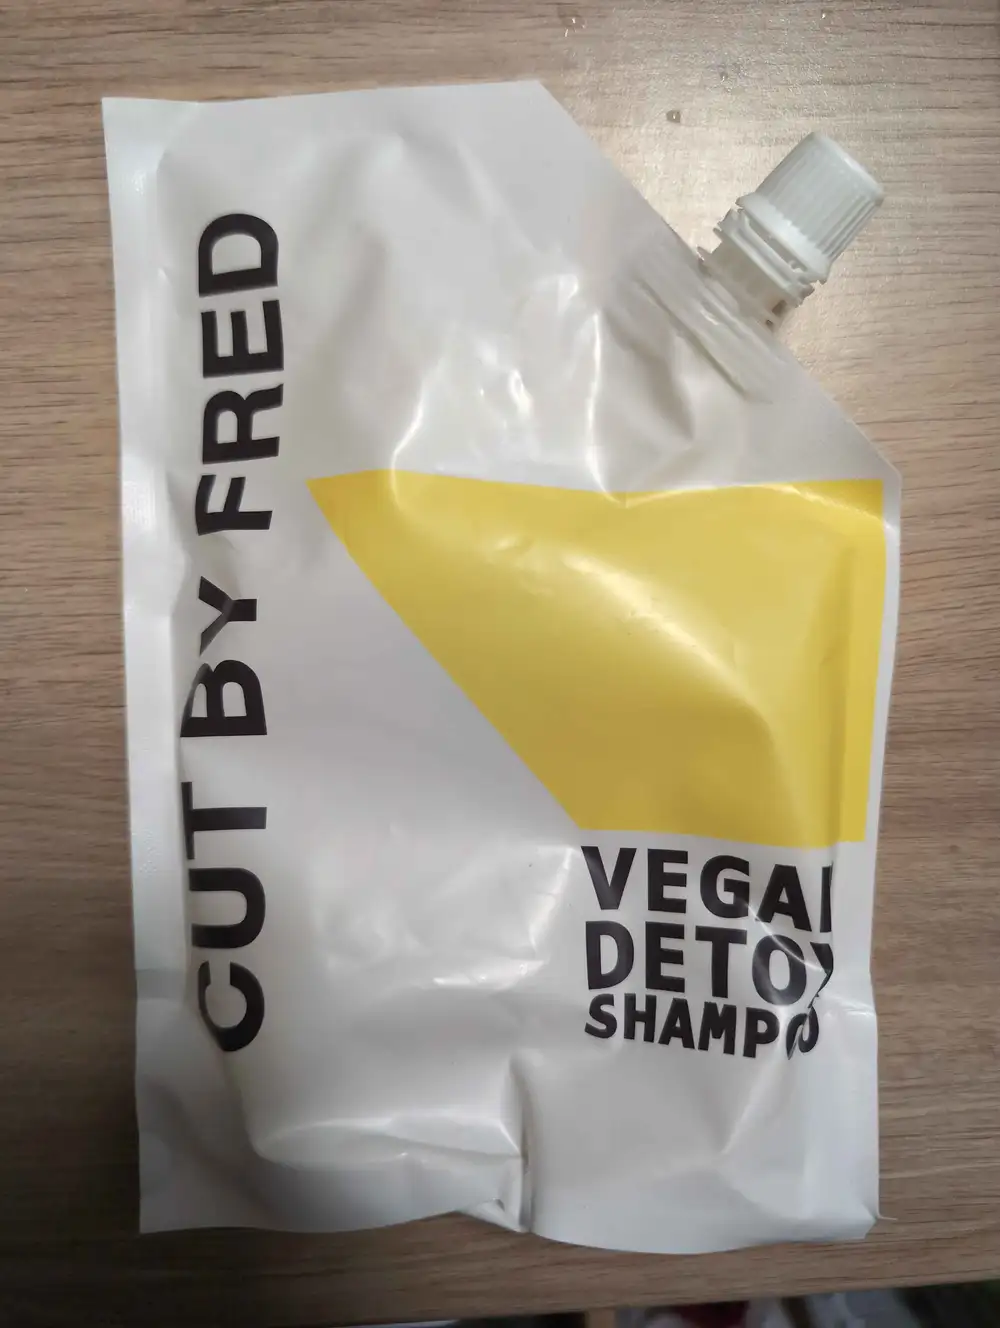 CUT BY FRED
VEGAN
DETOX
SHAMPOO